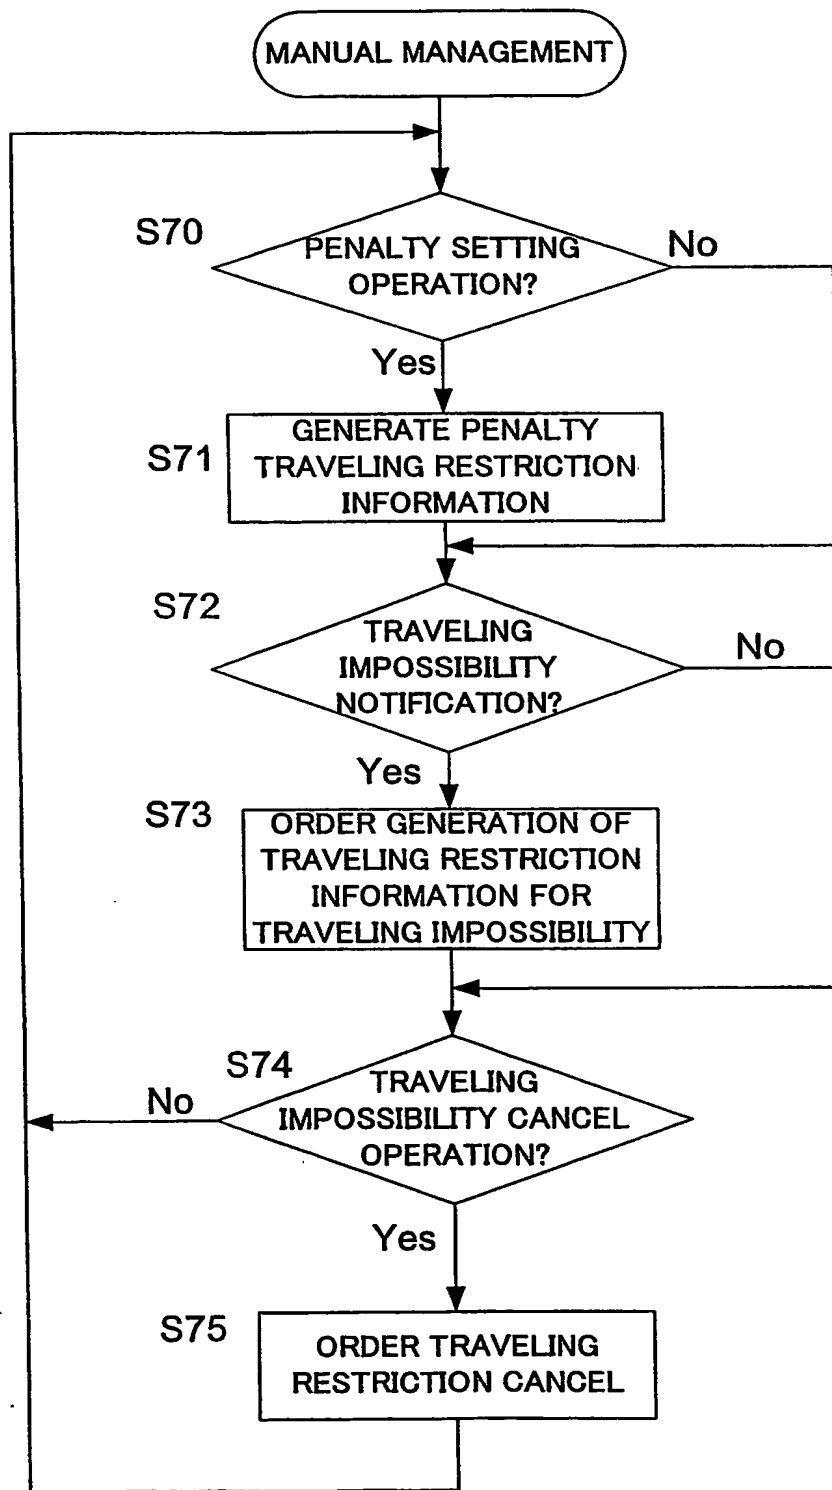 MANUAL MANAGEMENT
S70
PENALTY SETTING
OPERATION?
No
Yes
S71
GENERATE PENALTY
TRAVELING RESTRICTION
INFORMATION
S72
TRAVELING
IMPOSSIBILITY
NOTIFICATION?
No
Yes
S73
ORDER GENERATION OF
TRAVELING RESTRICTION
INFORMATION FOR
TRAVELING IMPOSSIBILITY
S74
TRAVELING
IMPOSSIBILITY CANCEL
OPERATION?
No
Yes
S75
ORDER TRAVELING
RESTRICTION CANCEL